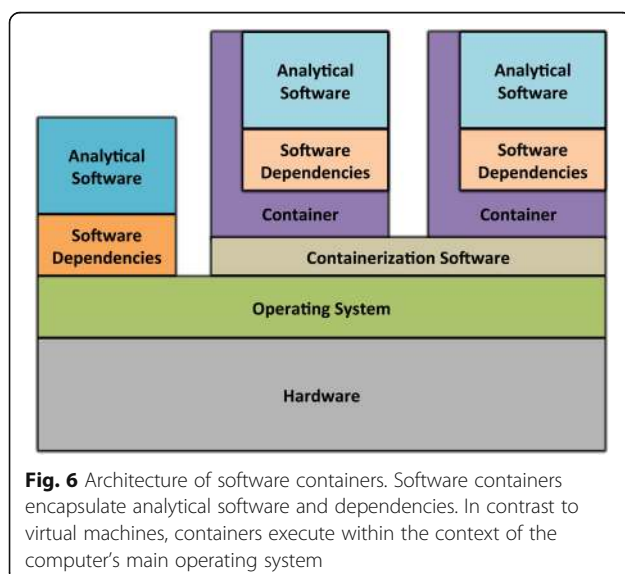 Analytical
Software
Analytical
Software
Analytical
Software
Software
Dependencies
Software
Dependencies
Software
Dependencies
Container
Container
Containerization Software
Operating System
Hardware
Fig. 6 Architecture of software containers. Software containers
encapsulate analytical software and dependencies. In contrast to
virtual machines, containers execute within the context of the
computer's main operating system